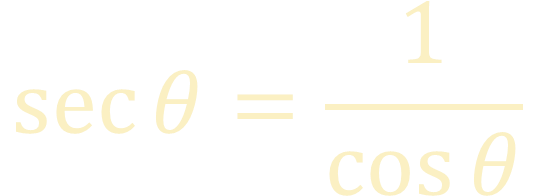 sec θ = 1 / cos θ